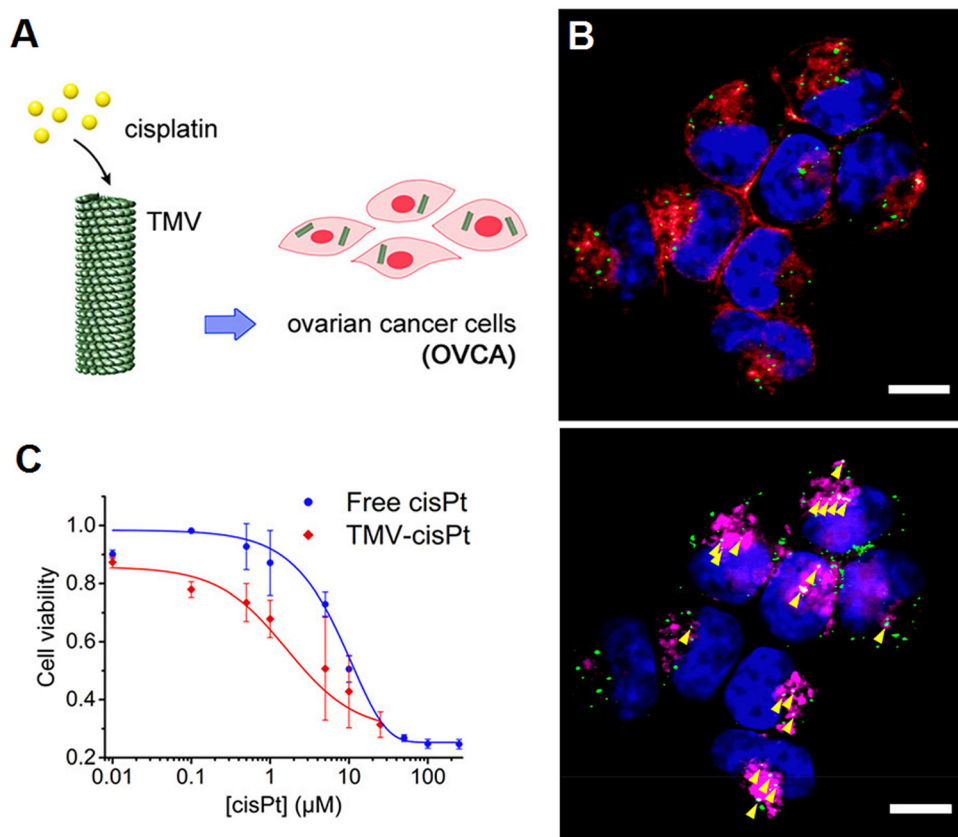 A
cisplatin
TMV
ovarian cancer cells
(OVCA)
B
C
Free cisPt
TMV-cisPt
1.0
0.8
0.6
0.4
0.2
Cell viability
0.01
0.1
1
10
100
[cisPt] (μM)